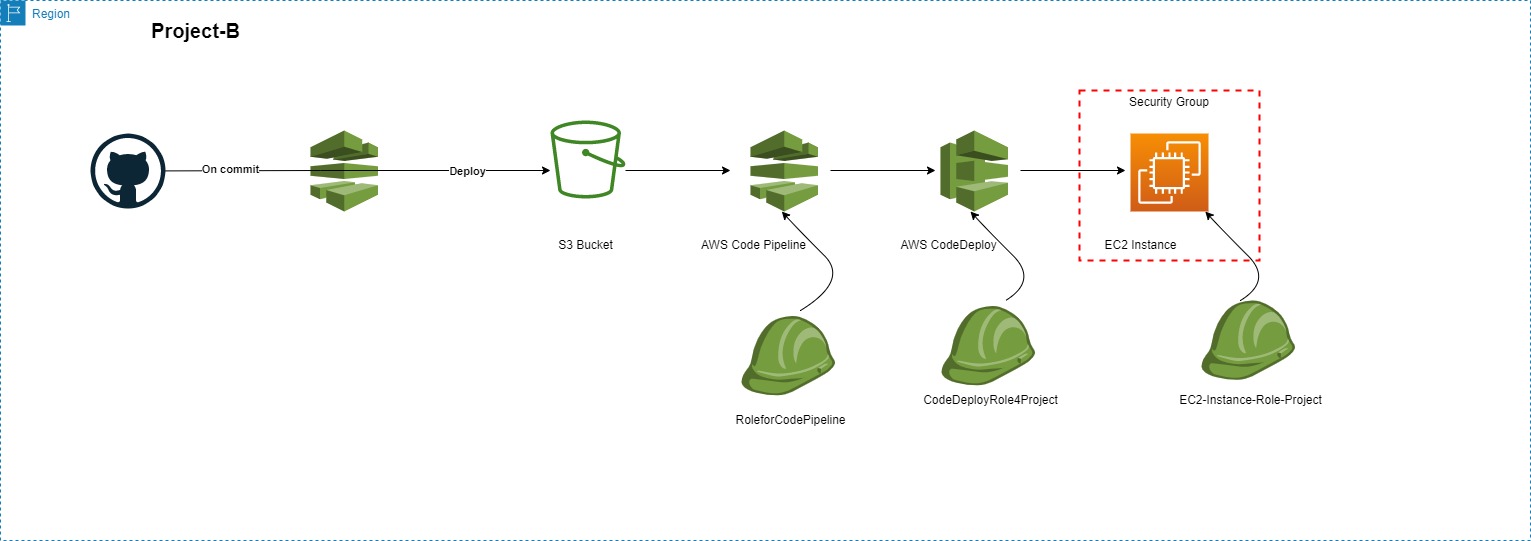 Region
Project-B
Security Group
On commit
Deploy
S3 Bucket
AWS Code Pipeline
AWS CodeDeploy
EC2 Instance
RoleforCodePipeline
CodeDeployRole4Project
EC2-Instance-Role-Project